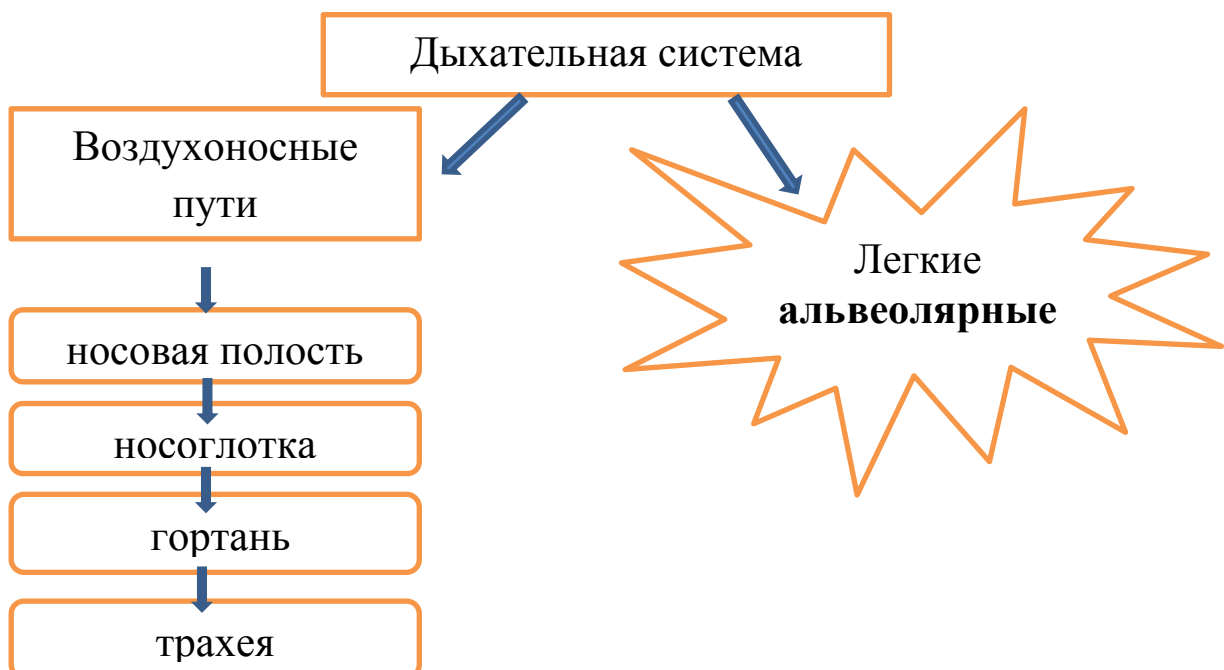 Дыхательная система
Воздухоносные
пути
Легкие
альвеолярные
носовая полость
носоглотка
гортань
трахея